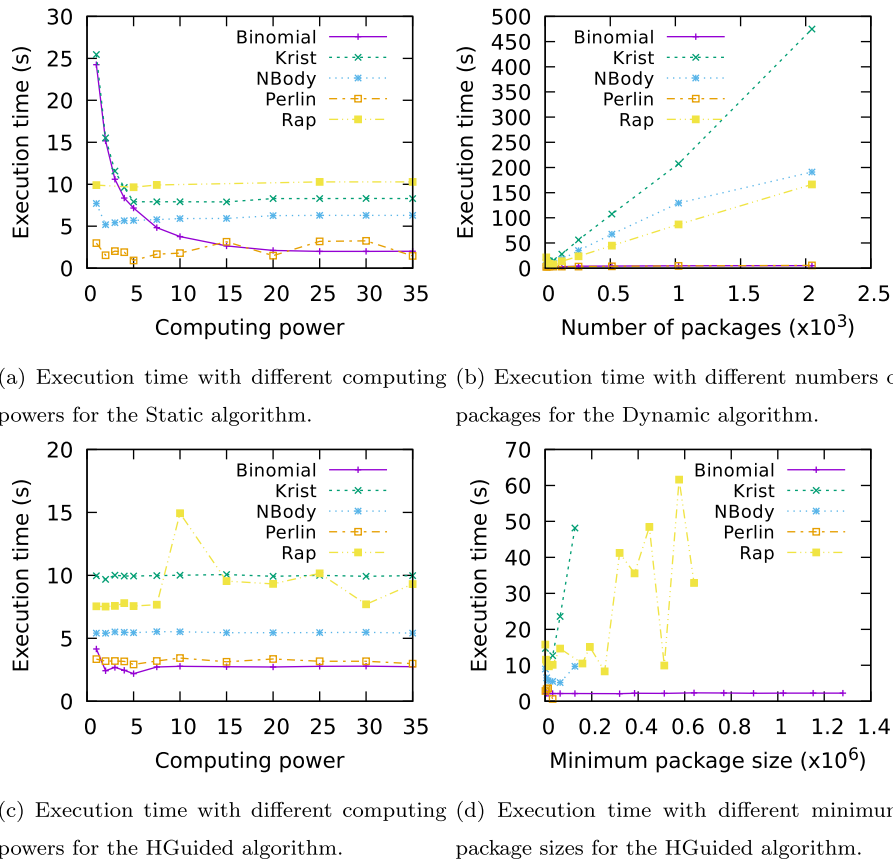 Execution time (s)
30
25
20
15
10
5
0
Binomial
Krist
NBody
Perlin
Rap
0 5 10 15 20 25 30 35
Computing power
(a) Execution time with different computing
powers for the Static algorithm.
Execution time (s)
500
450
400
350
300
250
200
150
100
50
0
Binomial
Krist
NBody
Perlin
Rap
0 0.5 1 1.5 2 2.5
Number of packages (x10³)
(b) Execution time with different numbers o
packages for the Dynamic algorithm.
Execution time (s)
20
15
10
5
0
Binomial
Krist
NBody
Perlin
Rap
0 5 10 15 20 25 30 35
Computing power
(c) Execution time with different computing
powers for the HGuided algorithm.
Execution time (s)
70
60
50
40
30
20
10
0
Binomial
Krist
NBody
Perlin
Rap
0 0.2 0.4 0.6 0.8 1 1.2 1.4
Minimum package size (x10⁶)
(d) Execution time with different minimum
package sizes for the HGuided algorithm.